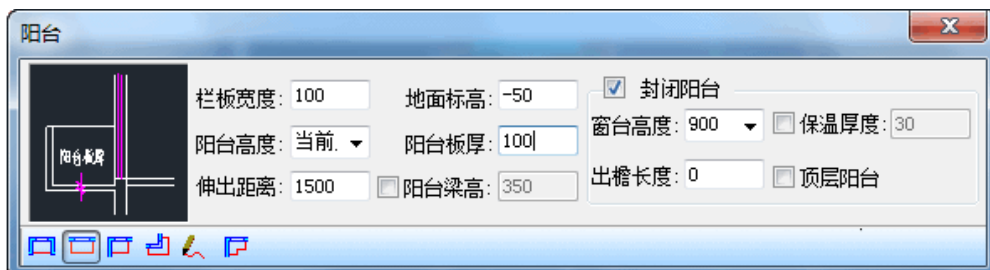 阳台
栏板宽度: 100 地面标高: -50 封闭阳台
阳台高度: 当前. 阳台板厚: 100 窗台高度: 900 保温厚度: 30
伸出距离: 1500 阳台梁高: 350 出檐长度: 0 顶层阳台
阳台板厚